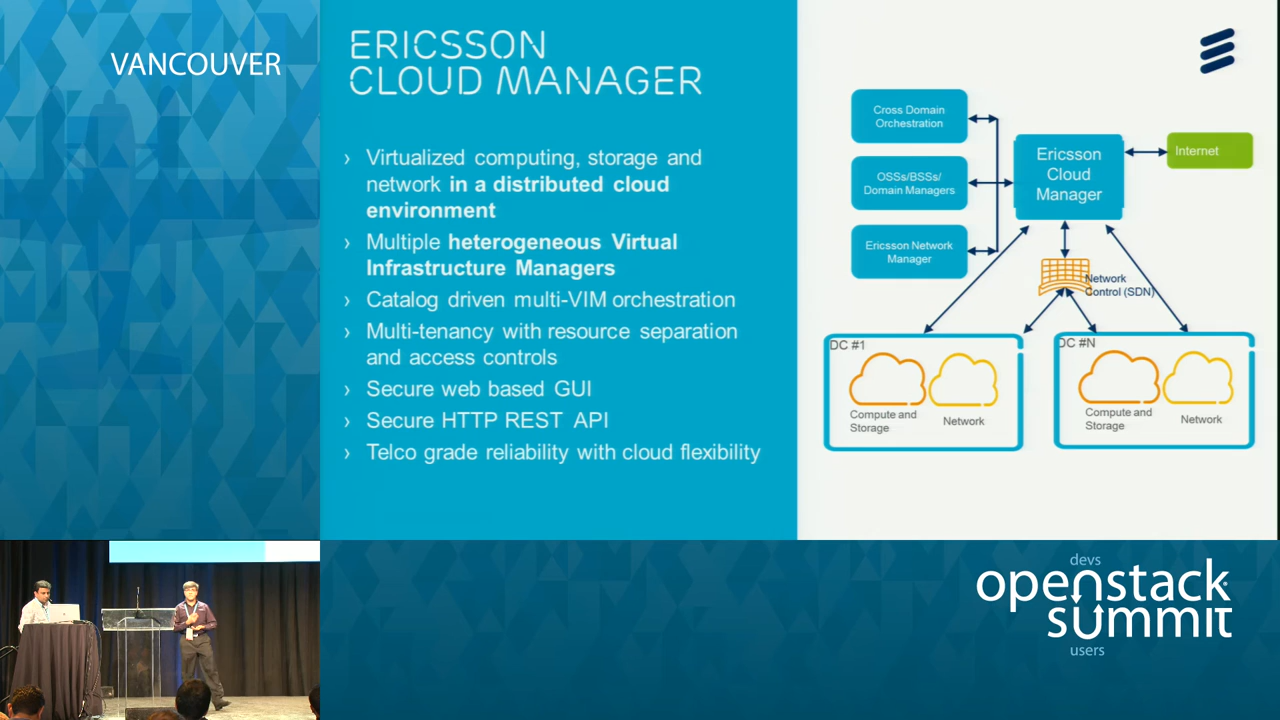 VANCOUVER
ERICSSON
CLOUD MANAGER
› Virtualized computing, storage and
network in a distributed cloud
environment
› Multiple heterogeneous Virtual
Infrastructure Managers
› Catalog driven multi-VIM orchestration
› Multi-tenancy with resource separation
and access controls
› Secure web based GUI
› Secure HTTP REST API
› Telco grade reliability with cloud flexibility
Cross Domain
Orchestration
OSSs/BSSs/
Domain Managers
Ericsson Network
Manager
Ericsson
Cloud
Manager
Internet
Network
Control (SDN)
DC #1
Compute and
Storage
Network
DC #N
Compute and
Storage
Network
devs
openstack
summit
users